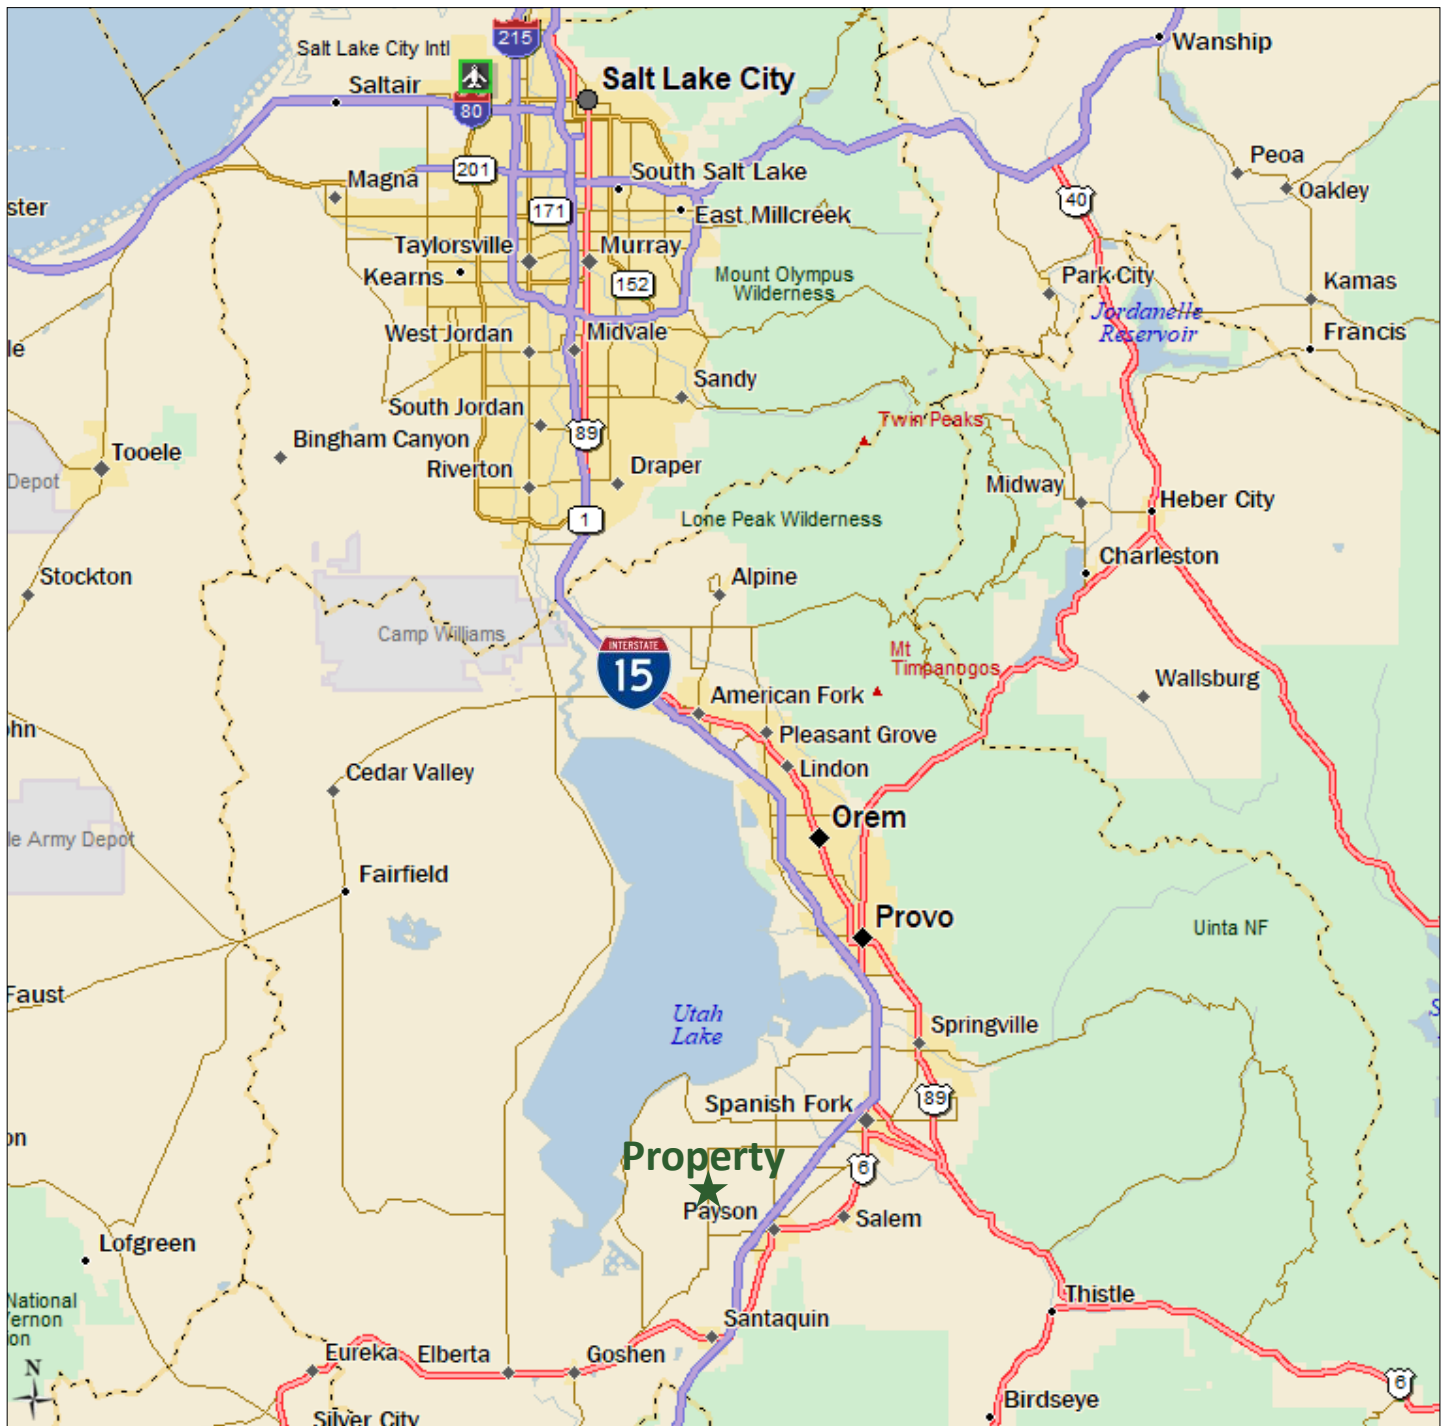 215
Salt Lake City Intl
Wanship
Saltair
Salt Lake City
80
Peoa
201
South Salt Lake
Magna
Oakley
40
ster
171
East Millcreek
Taylorsville
Murray
Kearns
152
Mount Olympus
Wilderness
Park City
Kamas
Jordanelle
Reservoir
West Jordan
Midvale
Francis
le
Sandy
South Jordan
Twin Peaks
89
Bingham Canyon
Tooele
Riverton
Draper
Depot
Midway
Heber City
1
Lone Peak Wilderness
Charleston
Stockton
Alpine
Camp Williams
INTERSTATE
15
Mt
Timpanogos
Wallsburg
American Fork
ohn
Pleasant Grove
Lindon
Cedar Valley
Orem
le Army Depot
Fairfield
Provo
Uinta NF
Faust
Utah
Lake
S
Springville
89
Spanish Fork
on
Property
6
Payson
Salem
Lofgreen
National
Vernon
on
Thistle
Santaquin
N
Eureka
Elberta
Goshen
6
Birdseye
Silver City